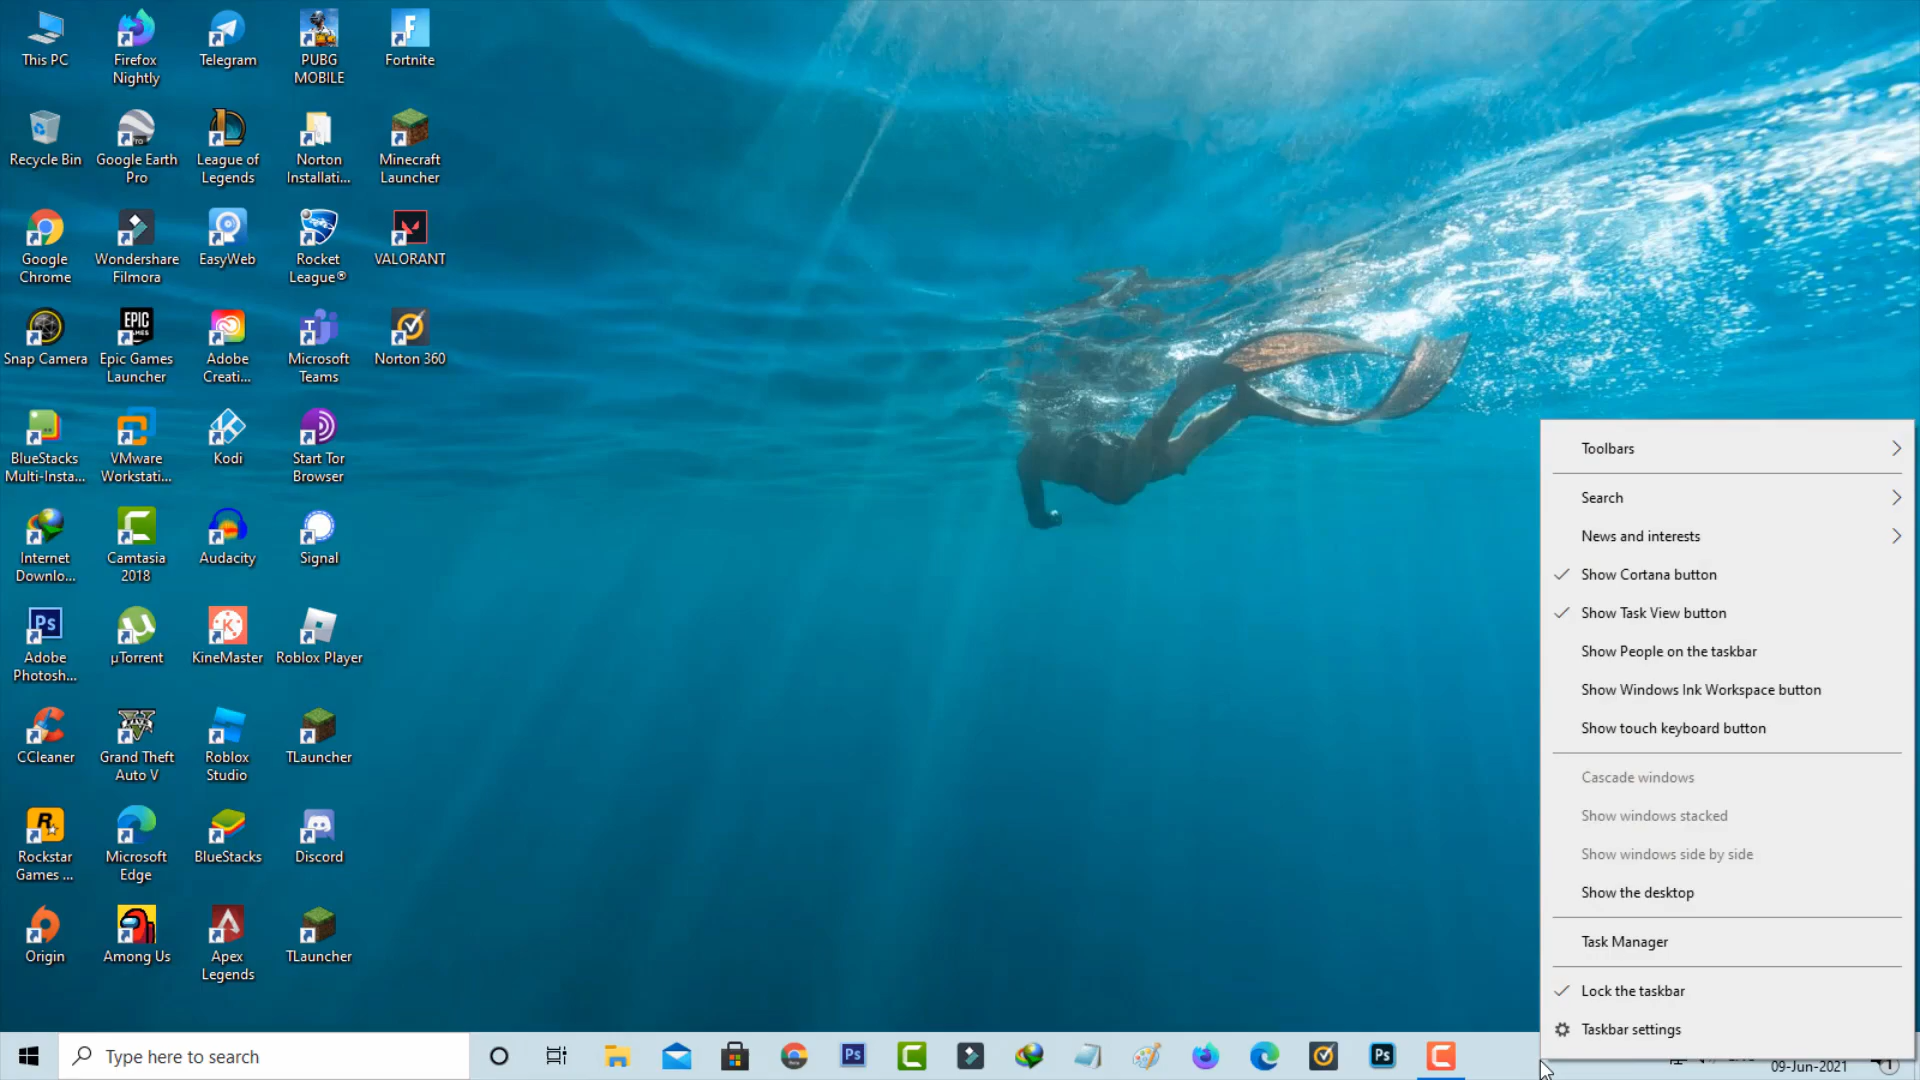 This PC
Firefox
Nightly
Telegram
PUBG
MOBILE
Fortnite
Recycle Bin
Google Earth
Pro
League of
Legends
Norton
Installati...
Minecraft
Launcher
Google
Chrome
Wondershare
Filmora
EasyWeb
Rocket
League®
VALORANT
Snap Camera
EPIC
GAMES
Epic Games
Launcher
Adobe
Creati...
Microsoft
Teams
Norton 360
BlueStacks
Multi-Insta...
VMware
Workstati...
Kodi
Start Tor
Browser
Internet
Downlo...
Camtasia
2018
Audacity
Signal
Ps
Adobe
Photosh...
µTorrent
KineMaster
Roblox Player
CCleaner
Grand Theft
Auto V
Roblox
Studio
TLauncher
Rockstar
Games ...
Microsoft
Edge
BlueStacks
Discord
Origin
Among Us
Apex
Legends
TLauncher
Toolbars
Search
News and interests
Show Cortana button
Show Task View button
Show People on the taskbar
Show Windows Ink Workspace button
Show touch keyboard button
Cascade windows
Show windows stacked
Show windows side by side
Show the desktop
Task Manager
Lock the taskbar
Taskbar settings
Type here to search
Ps
Ps
09-Jun-2021
1